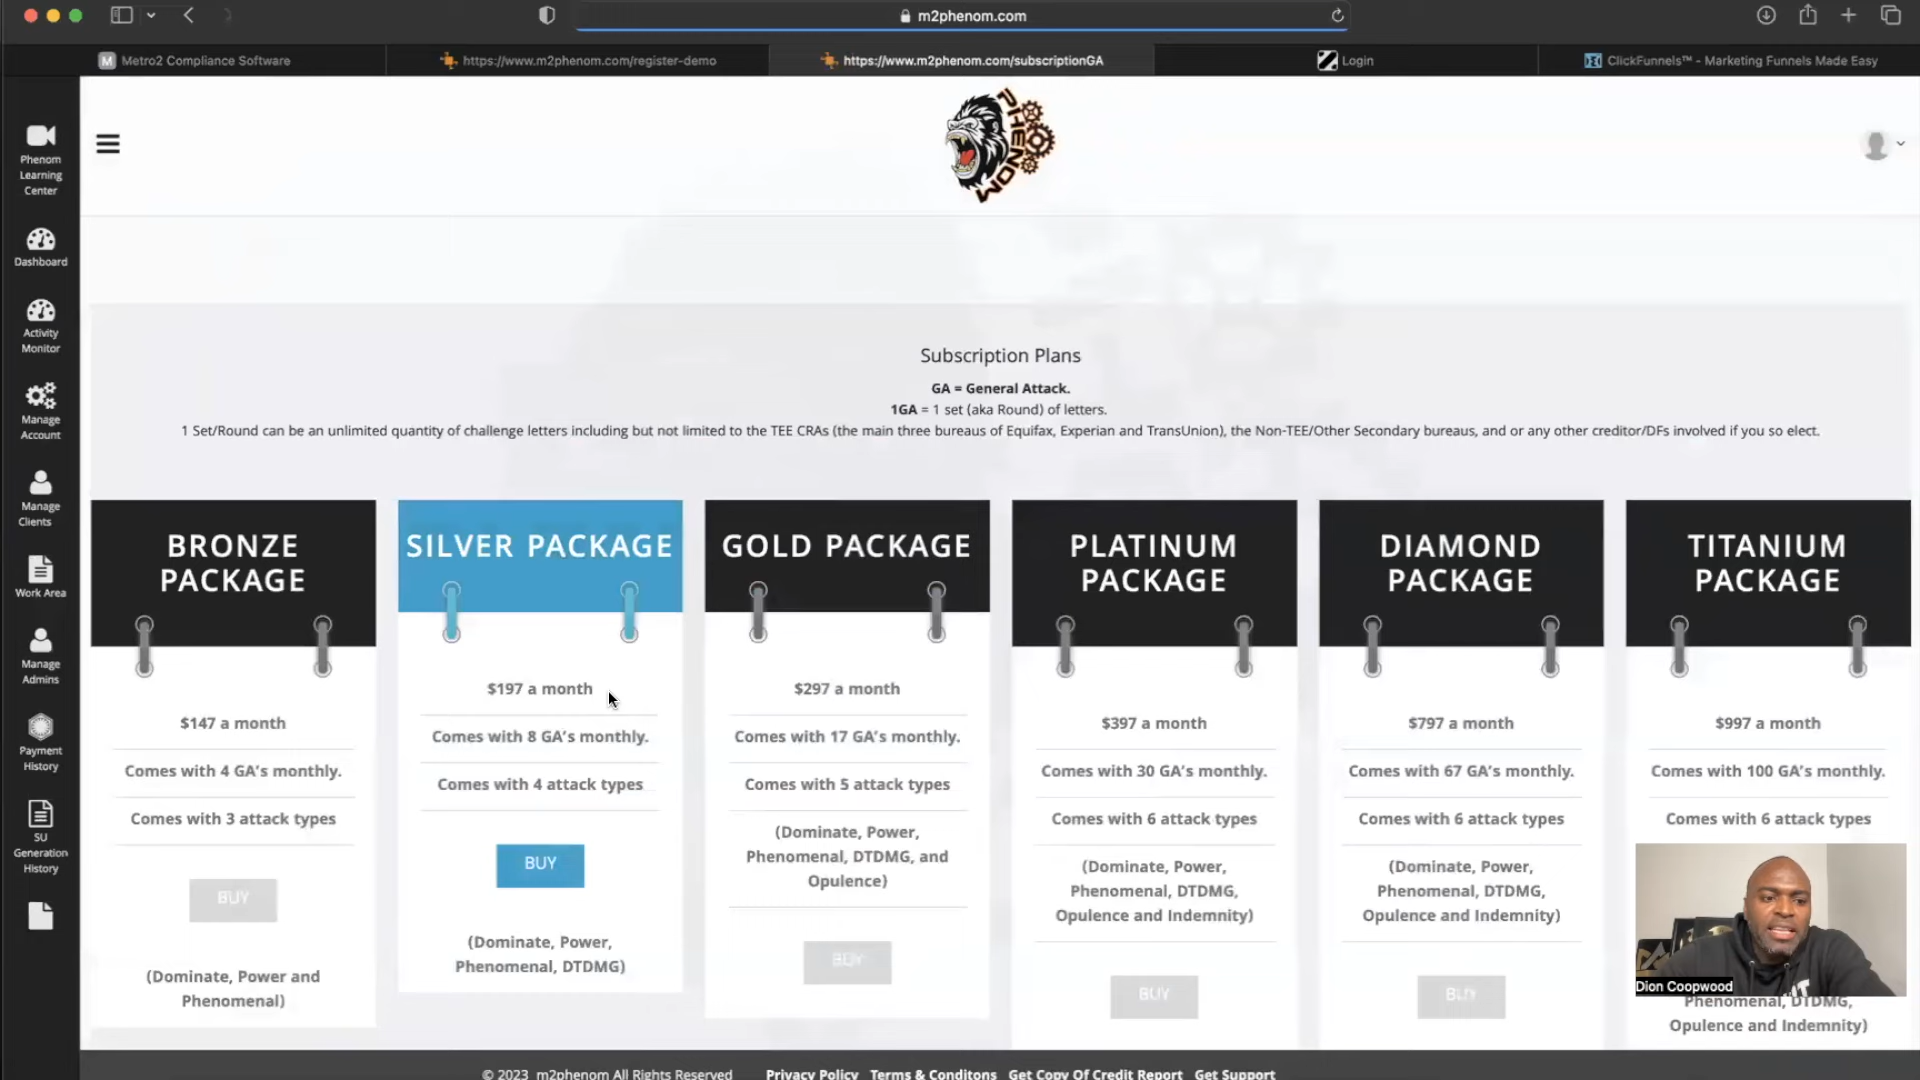 m2phenom.com
Metro2 Compliance Software
https://www.m2phenom.com/register-demo
https://www.m2phenom.com/subscriptionGA
Login
ClickFunnels™ - Marketing Funnels Made Easy
PHENOM
Phenom
Learning
Center
Dashboard
Activity
Monitor
Manage
Account
Manage
Clients
Work Area
Manage
Admins
Payment
History
SU
Generation
History
Subscription Plans
GA = General Attack.
1GA = 1 set (aka Round) of letters.
1 Set/Round can be an unlimited quantity of challenge letters including but not limited to the TEE CRAs (the main three bureaus of Equifax, Experian and TransUnion), the Non-TEE/Other Secondary bureaus, and or any other creditor/DFs involved if you so elect.
BRONZE
PACKAGE
$147 a month
Comes with 4 GA's monthly.
Comes with 3 attack types
BUY
(Dominate, Power and
Phenomenal)
SILVER PACKAGE
$197 a month
Comes with 8 GA's monthly.
Comes with 4 attack types
BUY
(Dominate, Power,
Phenomenal, DTDMG)
GOLD PACKAGE
$297 a month
Comes with 17 GA's monthly.
Comes with 5 attack types
(Dominate, Power,
Phenomenal, DTDMG, and
Opulence)
BUY
PLATINUM
PACKAGE
$397 a month
Comes with 30 GA's monthly.
Comes with 6 attack types
(Dominate, Power,
Phenomenal, DTDMG,
Opulence and Indemnity)
BUY
DIAMOND
PACKAGE
$797 a month
Comes with 67 GA's monthly.
Comes with 6 attack types
(Dominate, Power,
Phenomenal, DTDMG,
Opulence and Indemnity)
BUY
TITANIUM
PACKAGE
$997 a month
Comes with 100 GA's monthly.
Comes with 6 attack types
Dion Coopwood
Phenomenal, DTDMG,
Opulence and Indemnity)
© 2023 m2phenom All Rights Reserved Privacy Policy Terms & Conditons Get Copy Of Credit Report Get Support